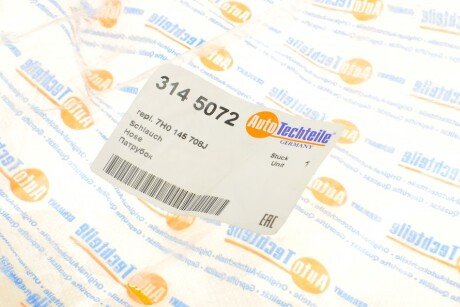 314 5072
repl. 7H0 145 708J
Schlauch
Hose
Патрубок
AutoTechteile
GERMANY
Stück 1
Unit
EAC